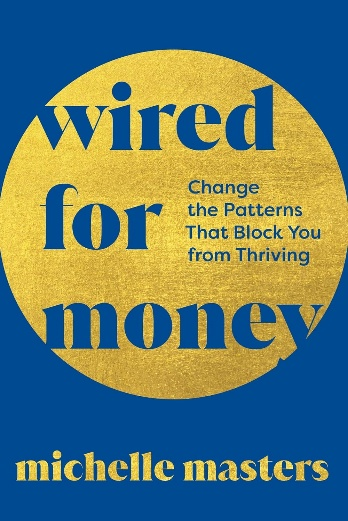 wired
for
Change
the Patterns
That Block You
from Thriving
money
michelle masters